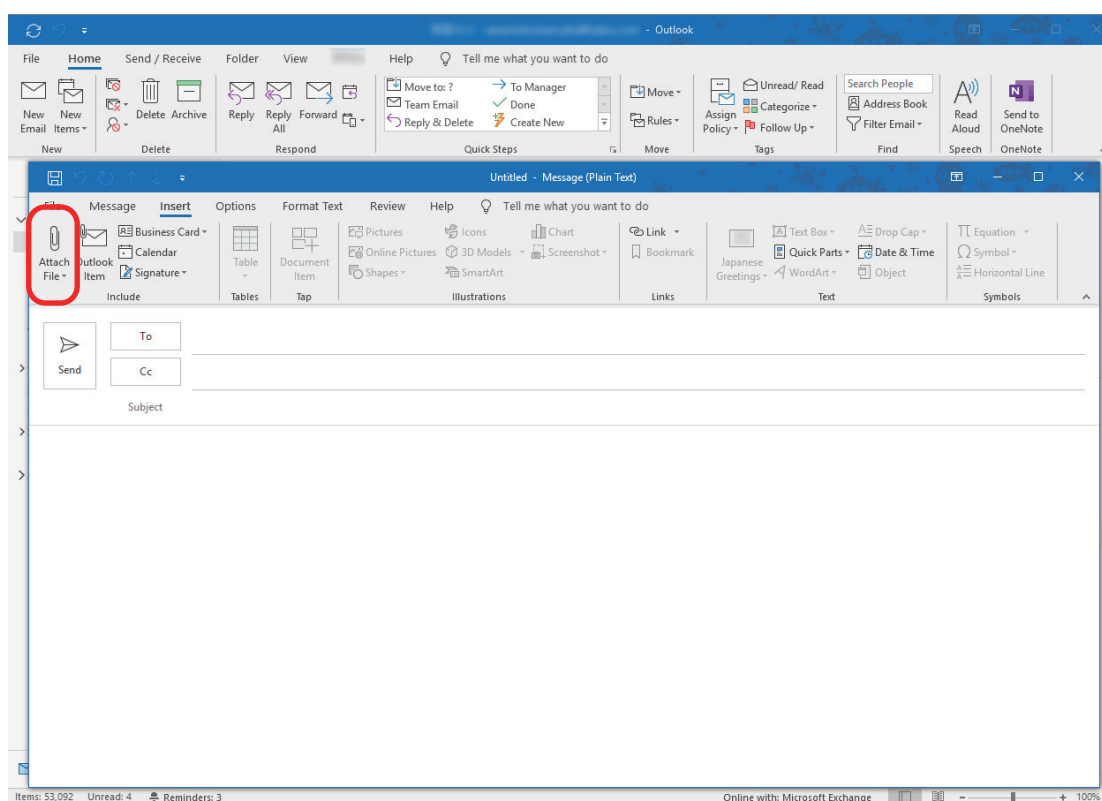 - Outlook
File Home Send / Receive Folder View Help Tell me what you want to do
New Email
New Items
Delete
Archive
Reply
Reply All
Forward
Move to: ?
Team Email
Reply & Delete
To Manager
Done
Create New
Move
Rules
Assign Policy
Unread/ Read
Categorize
Follow Up
Search People
Address Book
Filter Email
Read Aloud
Send to OneNote
New Delete Respond Quick Steps Move Tags Find Speech OneNote
Untitled - Message (Plain Text)
File Message Insert Options Format Text Review Help Tell me what you want to do
Attach File
Outlook Item
Business Card
Calendar
Signature
Table
Document Item
Pictures
Online Pictures
Shapes
Icons
3D Models
SmartArt
Chart
Screenshot
Link
Bookmark
Japanese Greetings
Text Box
Quick Parts
WordArt
Drop Cap
Date & Time
Object
Equation
Symbol
Horizontal Line
Include Tables Tap Illustrations Links Text Symbols
Send
To
Cc
Subject
Items: 53,092 Unread: 4 Reminders: 3 Online with: Microsoft Exchange 100%